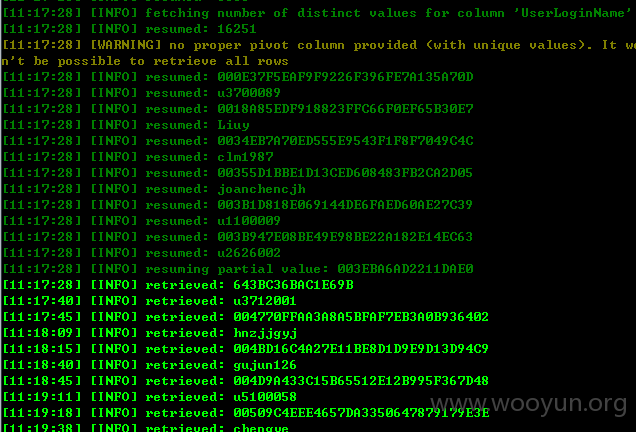 [11:17:28] [INFO] fetching number of distinct values for column 'UserLoginName'
[11:17:28] [INFO] resumed: 16251
[11:17:28] [WARNING] no proper pivot column provided (with unique values). It wo
n't be possible to retrieve all rows
[11:17:28] [INFO] resumed: 000E37F5EAF9F9226F396FE7A135A70D
[11:17:28] [INFO] resumed: u3700089
[11:17:28] [INFO] resumed: 0018A85EDF918823FFC66F0EF65B30E7
[11:17:28] [INFO] resumed: Liuy
[11:17:28] [INFO] resumed: 0034EB7A70ED555E9543F1F8F7049C4C
[11:17:28] [INFO] resumed: clm1987
[11:17:28] [INFO] resumed: 00355D1BBE1D13CED608483FB2CA2D05
[11:17:28] [INFO] resumed: joanchencjh
[11:17:28] [INFO] resumed: 003B1D818E069144DE6FAED60AE27C39
[11:17:28] [INFO] resumed: u1100009
[11:17:28] [INFO] resumed: 003B947E08BE49E98BE22A182E14EC63
[11:17:28] [INFO] resumed: u2626002
[11:17:28] [INFO] resuming partial value: 003EBA6AD2211DAE0
[11:17:28] [INFO] retrieved: 643BC36BAC1E69B
[11:17:40] [INFO] retrieved: u3712001
[11:17:45] [INFO] retrieved: 004770FFAA3A8A5BFAF7EB3A0B936402
[11:18:09] [INFO] retrieved: hnzjjgyj
[11:18:15] [INFO] retrieved: 004BD16C4A27E11BE8D1D9E9D13D94C9
[11:18:40] [INFO] retrieved: gujun126
[11:18:45] [INFO] retrieved: 004D9A433C15B65512E12B995F367D48
[11:19:11] [INFO] retrieved: u5100058
[11:19:18] [INFO] retrieved: 00509C4EEE4657DA3350647879179E3E
[11:19:38] [INFO] retrieved: chengye
www.wooyun.org